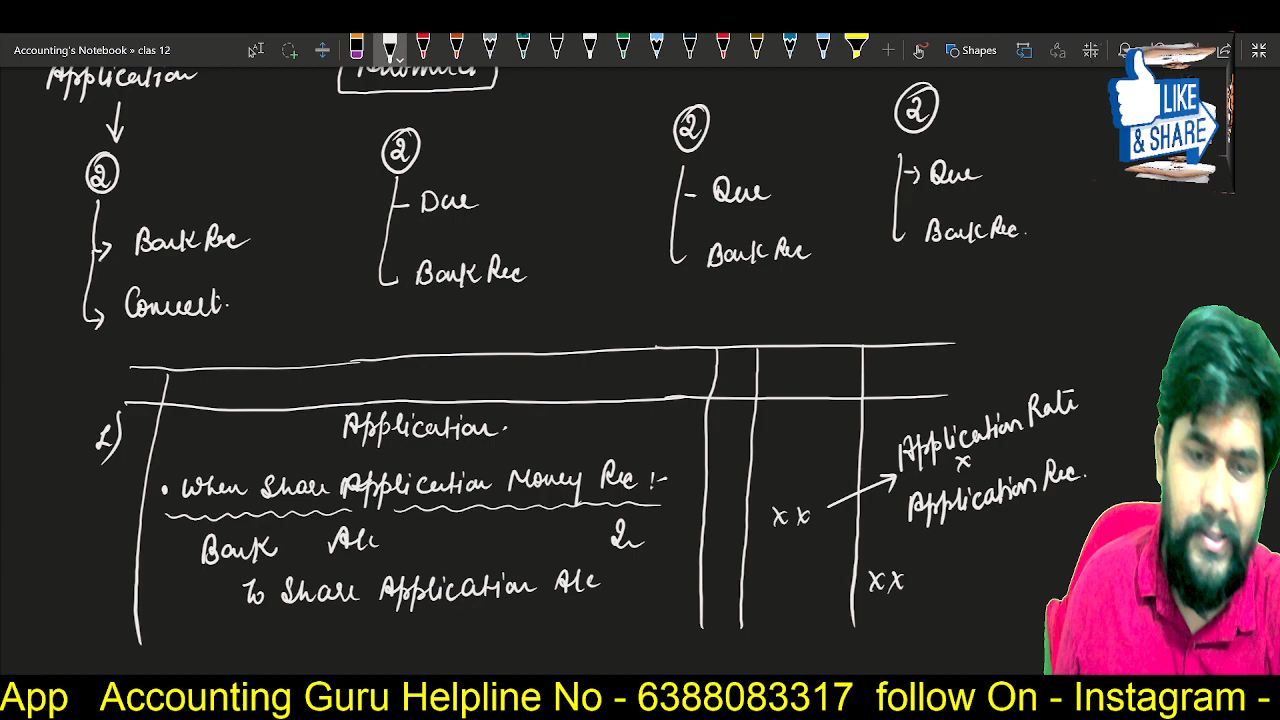 Accounting's Notebook » clas 12
Shapes
Application
LIKE
& SHARE
2
2
2
2
Bank Rec
Convert.
Due
Bank Rec
Due
Bank Rec
Due
Bank Rec.
1)
Application.
• When Share Application Money Rec :-
Bank A/c Dr
To Share Application A/c
xx
xx
Application Rate
x
Application Rec.
App Accounting Guru Helpline No - 6388083317 follow On - Instagram -